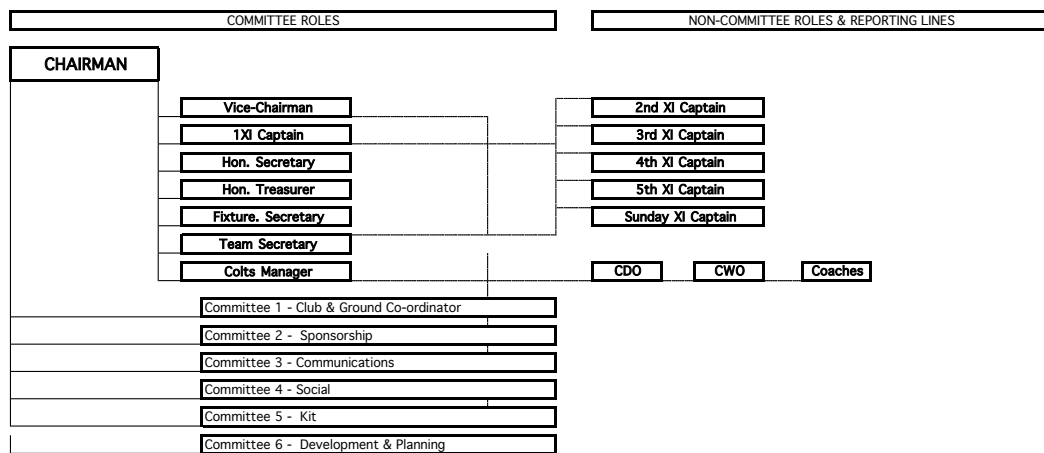 COMMITTEE ROLES
NON-COMMITTEE ROLES & REPORTING LINES
CHAIRMAN
Vice-Chairman
2nd XI Captain
1XI Captain
3rd XI Captain
Hon. Secretary
4th XI Captain
Hon. Treasurer
5th XI Captain
Fixture. Secretary
Sunday XI Captain
Team Secretary
Colts Manager
CDO
CWO
Coaches
Committee 1 - Club & Ground Co-ordinator
Committee 2 - Sponsorship
Committee 3 - Communications
Committee 4 - Social
Committee 5 - Kit
Committee 6 - Development & Planning